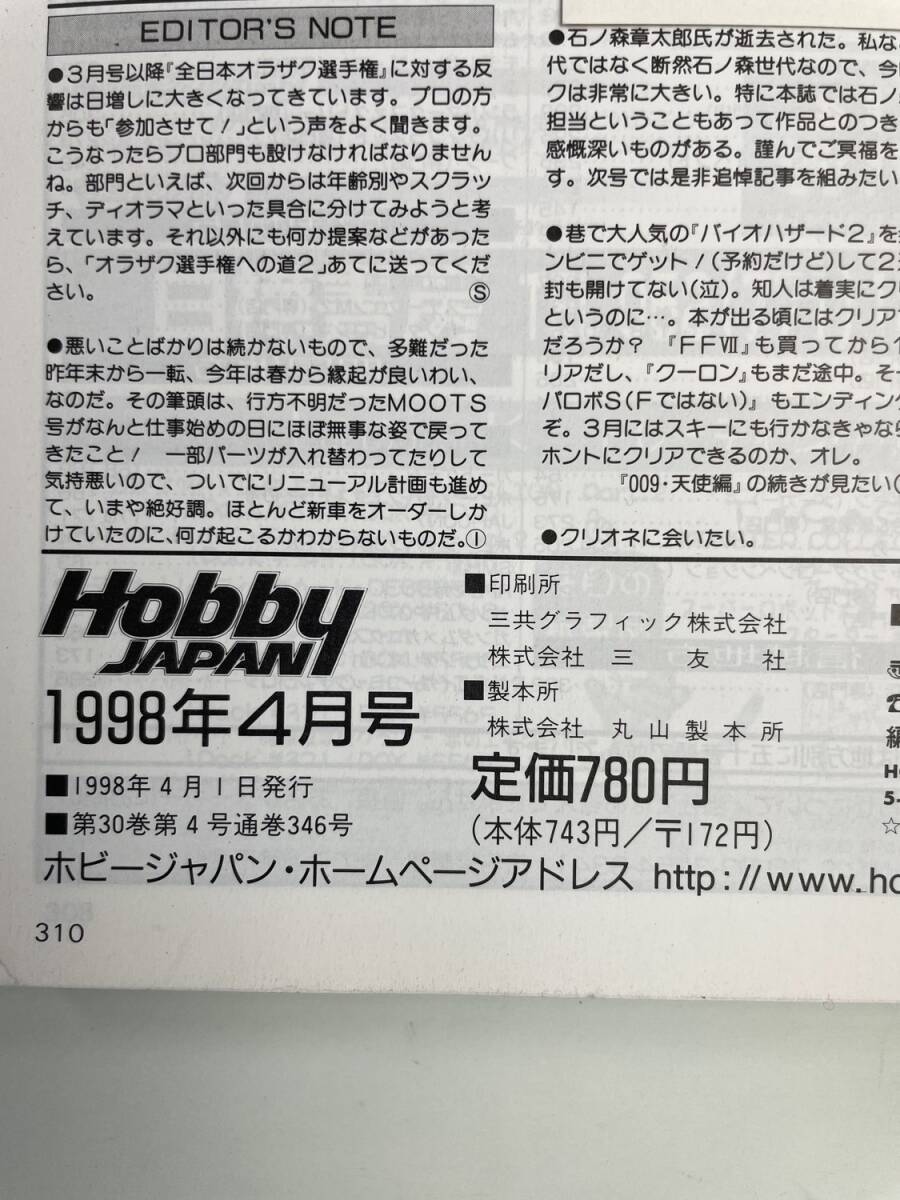 EDITOR'S NOTE
●3月号以降『全日本オラザク選手権』に対する反
響は日増しに大きくなってきています。プロの方
からも「参加させて！」という声をよく聞きます。
こうなったらプロ部門も設けなければなりません
ね。部門といえば、次回からは年齢別やスクラッ
チ、ディオラマといった具合に分けてみようと考
えています。それ以外にも何か提案などがあった
ら、「オラザク選手権への道2」あてに送ってくだ
さい。 Ⓢ
●悪いことばかりは続かないもので、多難だった
昨年末から一転、今年は春から縁起が良いわい、
なのだ。その筆頭は、行方不明だったMOOTS
号がなんと仕事始めの日にほぼ無事な姿で戻って
きたこと！　一部パーツが入れ替わってたりして
気持悪いので、ついでにリニューアル計画も進め
て、いまや絶好調。ほとんど新車をオーダーしか
けていたのに、何が起こるかわからないものだ。Ⓘ
●石ノ森章太郎氏が逝去された。私な
代ではなく断然石ノ森世代なので、今
クは非常に大きい。特に本誌では石ノ
担当ということもあって作品とのつき
感慨深いものがある。謹んでご冥福を
す。次号では是非追悼記事を組みたい
●巷で大人気の『バイオハザード2』を
ンビニでゲット！(予約だけど)して2
封も開けてない(泣)。知人は着実にク
というのに…。本が出る頃にはクリア
だろうか？　『FFⅦ』も買ってから
リアだし、『クーロン』もまだ途中。そ
パロボS(Fではない)』もエンディン
ぞ。3月にはスキーにも行かなきゃな
ホントにクリアできるのか、オレ。
『009・天使編』の続きが見たい(
●クリオネに会いたい。
Hobby
JAPAN
1998年4月号
■1998年4月1日発行
■第30巻第4号通巻346号
■印刷所
三共グラフィック株式会社
株式会社　三　友　社
■製本所
株式会社　丸山製本所
定価780円
(本体743円／〒172円)
ホビージャパン・ホームページアドレス http://www.ho
310